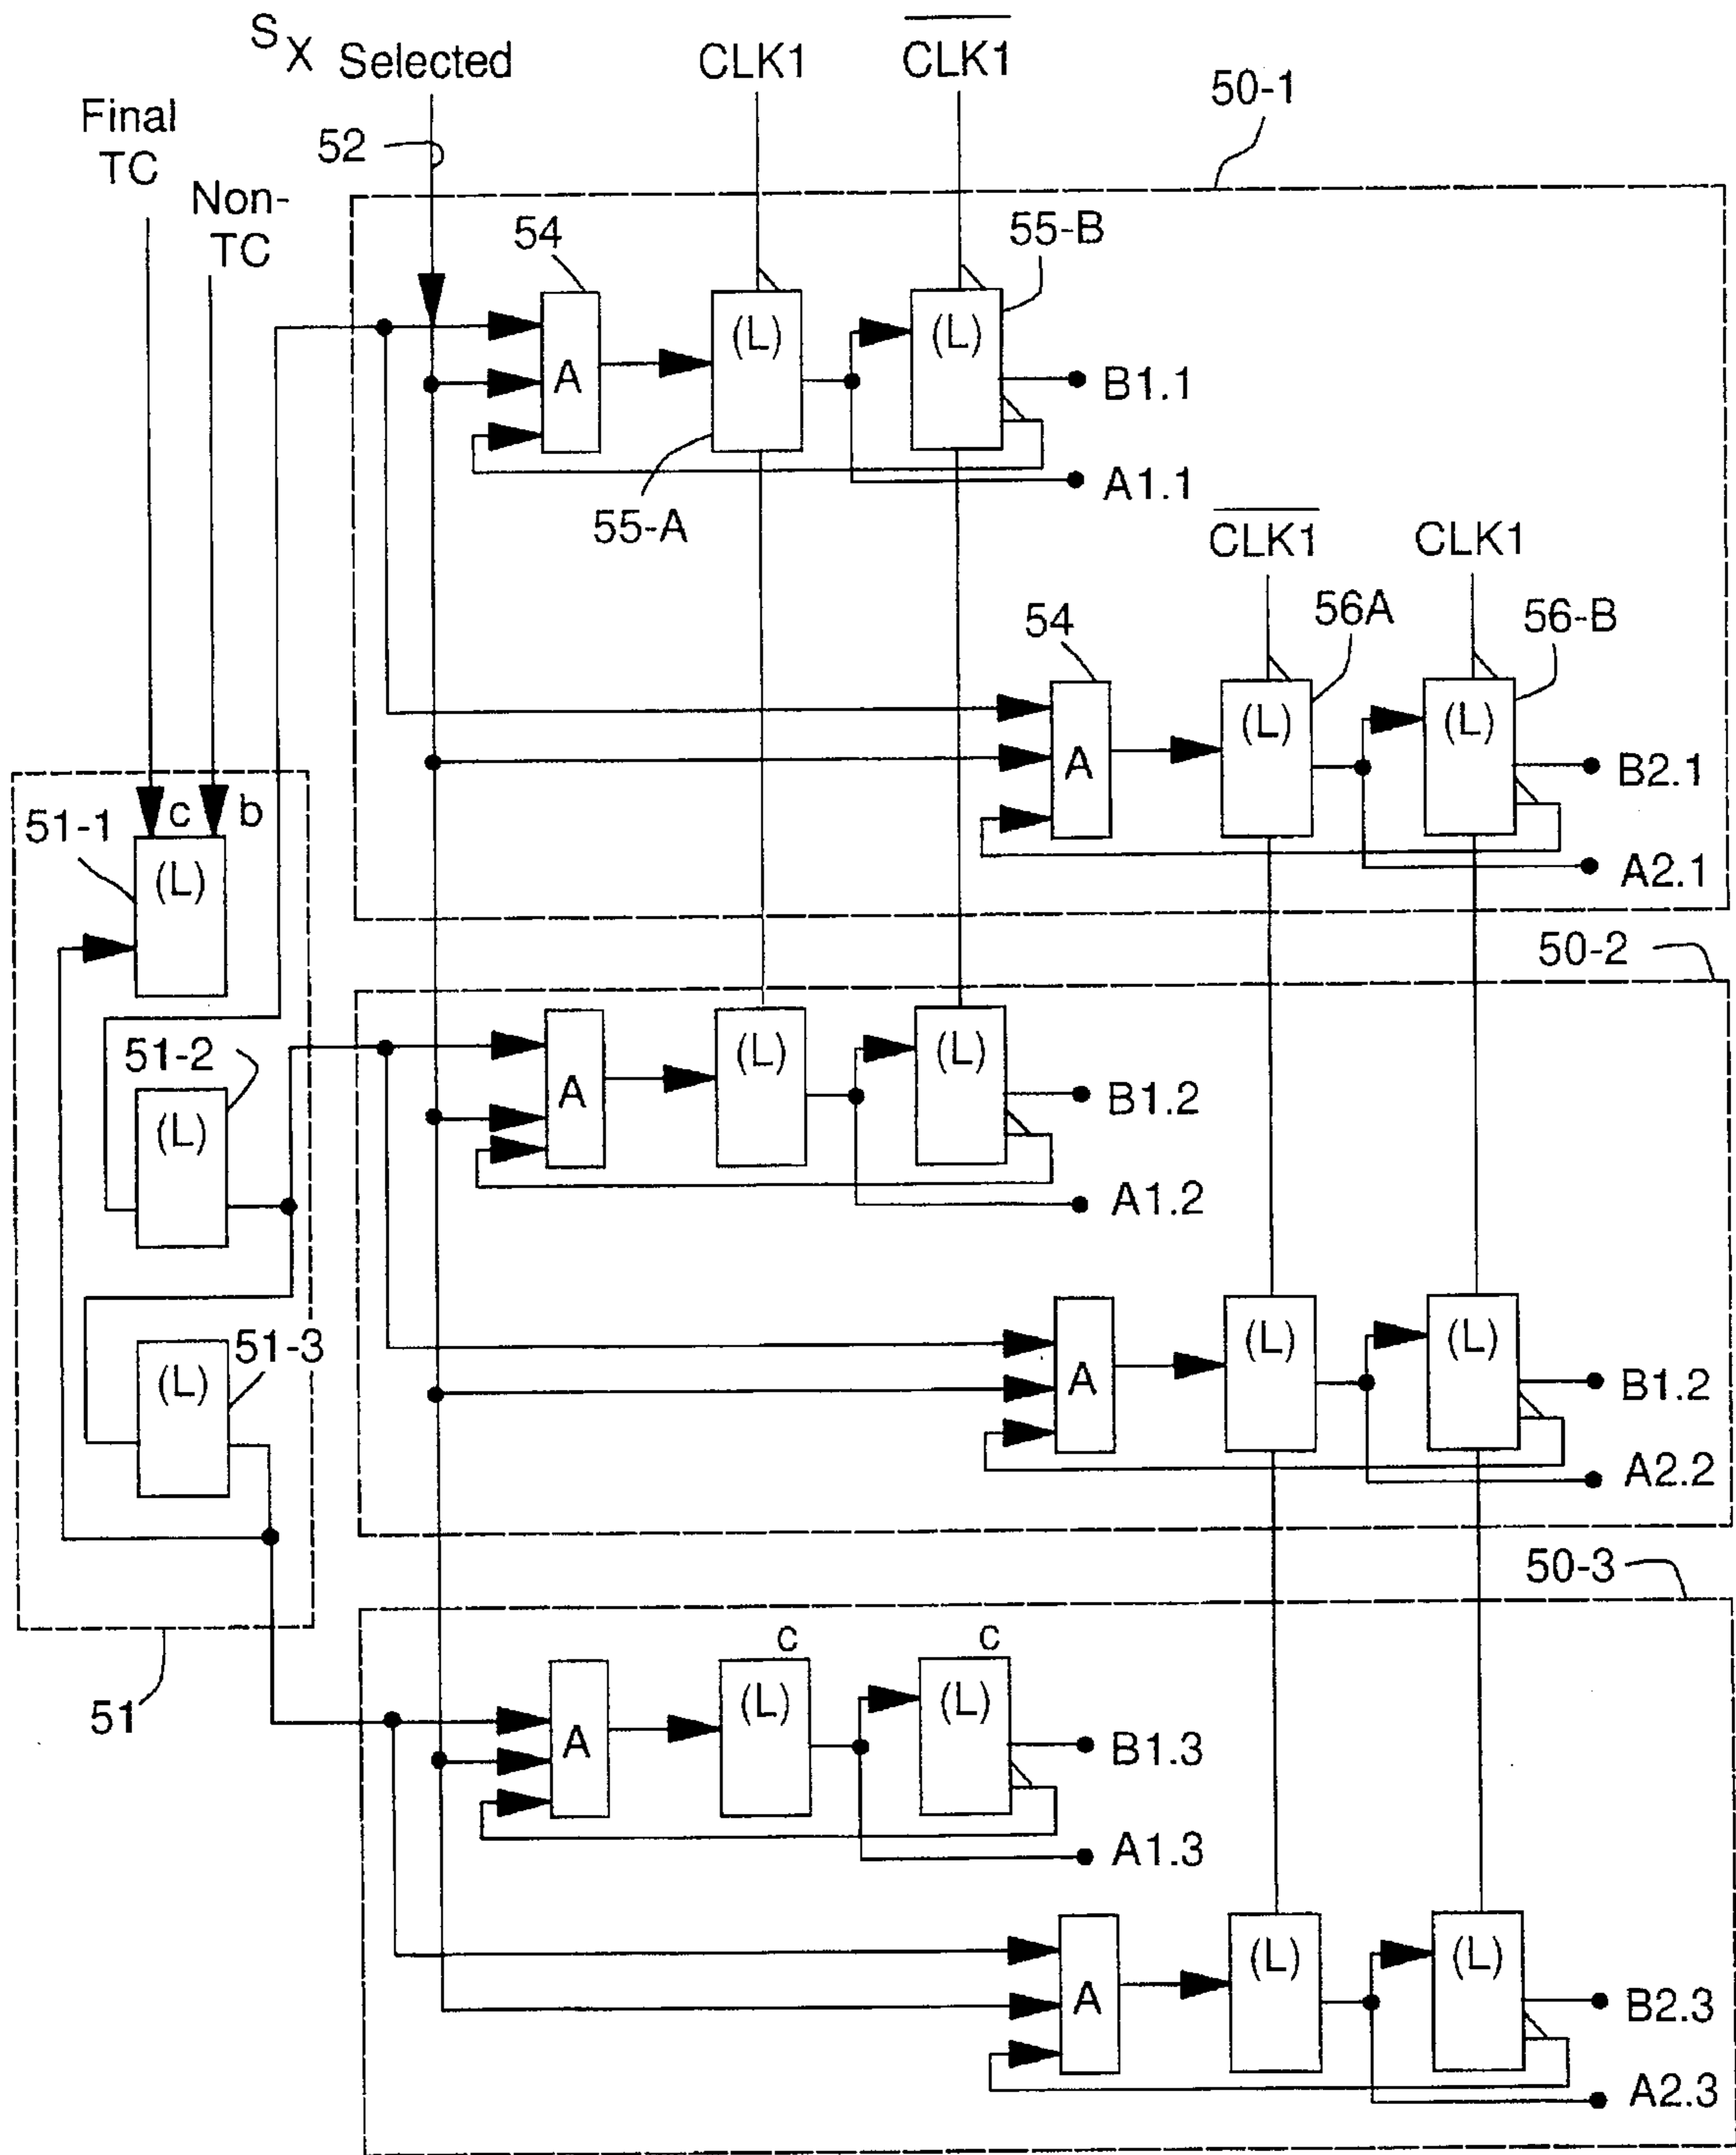 S X Selected
CLK1
CLK1
50-1
Final
TC
52
Non-
TC
54
55-B
(L)
(L)
A
B1.1
A1.1
55-A
CLK1
CLK1
54
56A
56-B
(L)
(L)
A
B2.1
A2.1
c
b
51-1
(L)
50-2
51-2
(L)
(L)
(L)
A
B1.2
A1.2
51-3
(L)
(L)
(L)
A
B1.2
A2.2
50-3
51
c
c
(L)
(L)
A
B1.3
A1.3
(L)
(L)
A
B2.3
A2.3